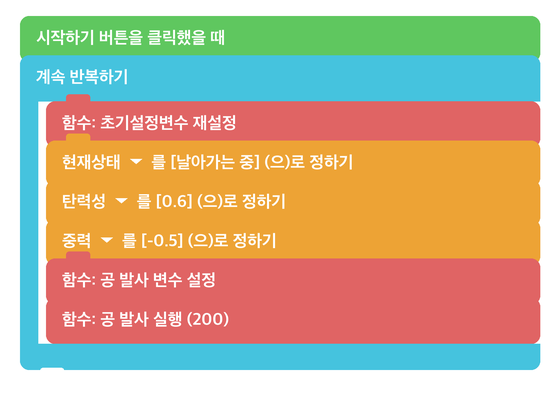 시작하기 버튼을 클릭했을 때
계속 반복하기
함수: 초기설정변수 재설정
현재상태 를 [날아가는 중] (으)로 정하기
탄력성 를 [0.6] (으)로 정하기
중력 를 [-0.5] (으)로 정하기
함수: 공 발사 변수 설정
함수: 공 발사 실행 (200)